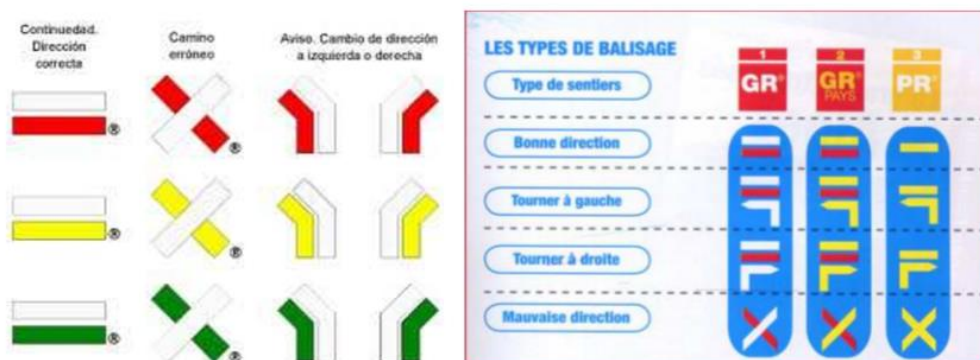 Continuedad.
Dirección
correcta
Camino
erróneo
Aviso. Cambio de dirección
a izquierda o derecha
®
®
®
®
®
®
LES TYPES DE BALISAGE
1
2
3
Type de sentiers
GR®
GR®
PAYS
PR®
Bonne direction
Tourner à gauche
Tourner à droite
Mauvaise direction